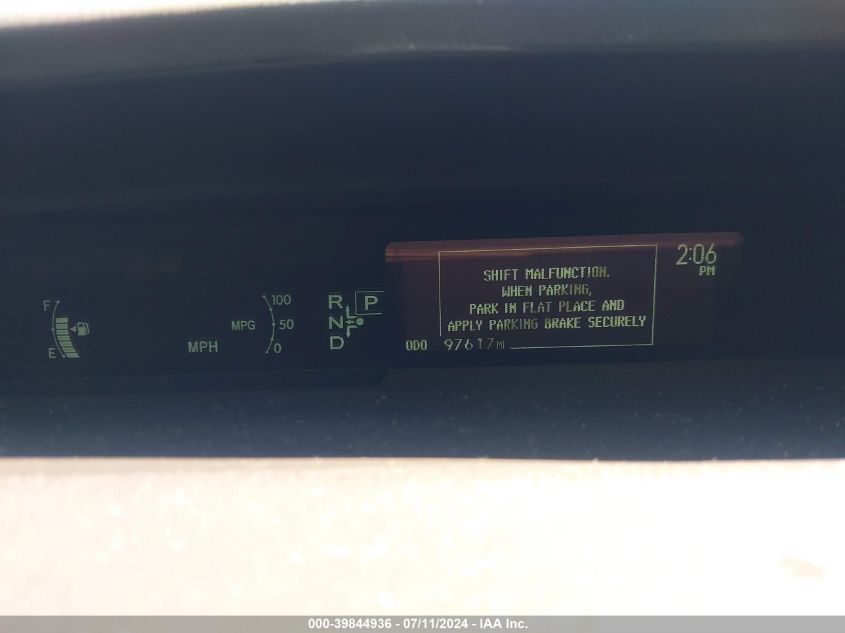 2:06
PM
SHIFT MALFUNCTION.
WHEN PARKING,
PARK IN FLAT PLACE AND
APPLY PARKING BRAKE SECURELY
ODO 97617 MI
F
E
MPH
MPG
100
50
0
R P
N
D
000-39844936 - 07/11/2024 - IAA Inc.